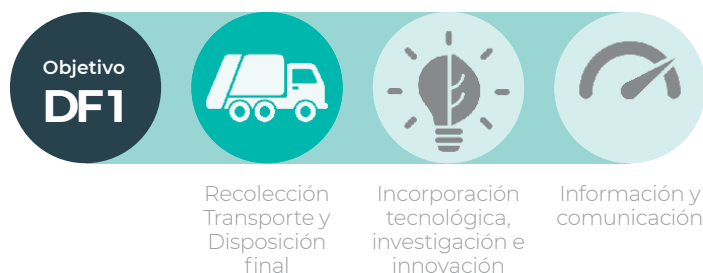 Objetivo
DF1
Recolección
Transporte y
Disposición
final
Incorporación
tecnológica,
investigación e
innovación
Información y
comunicación